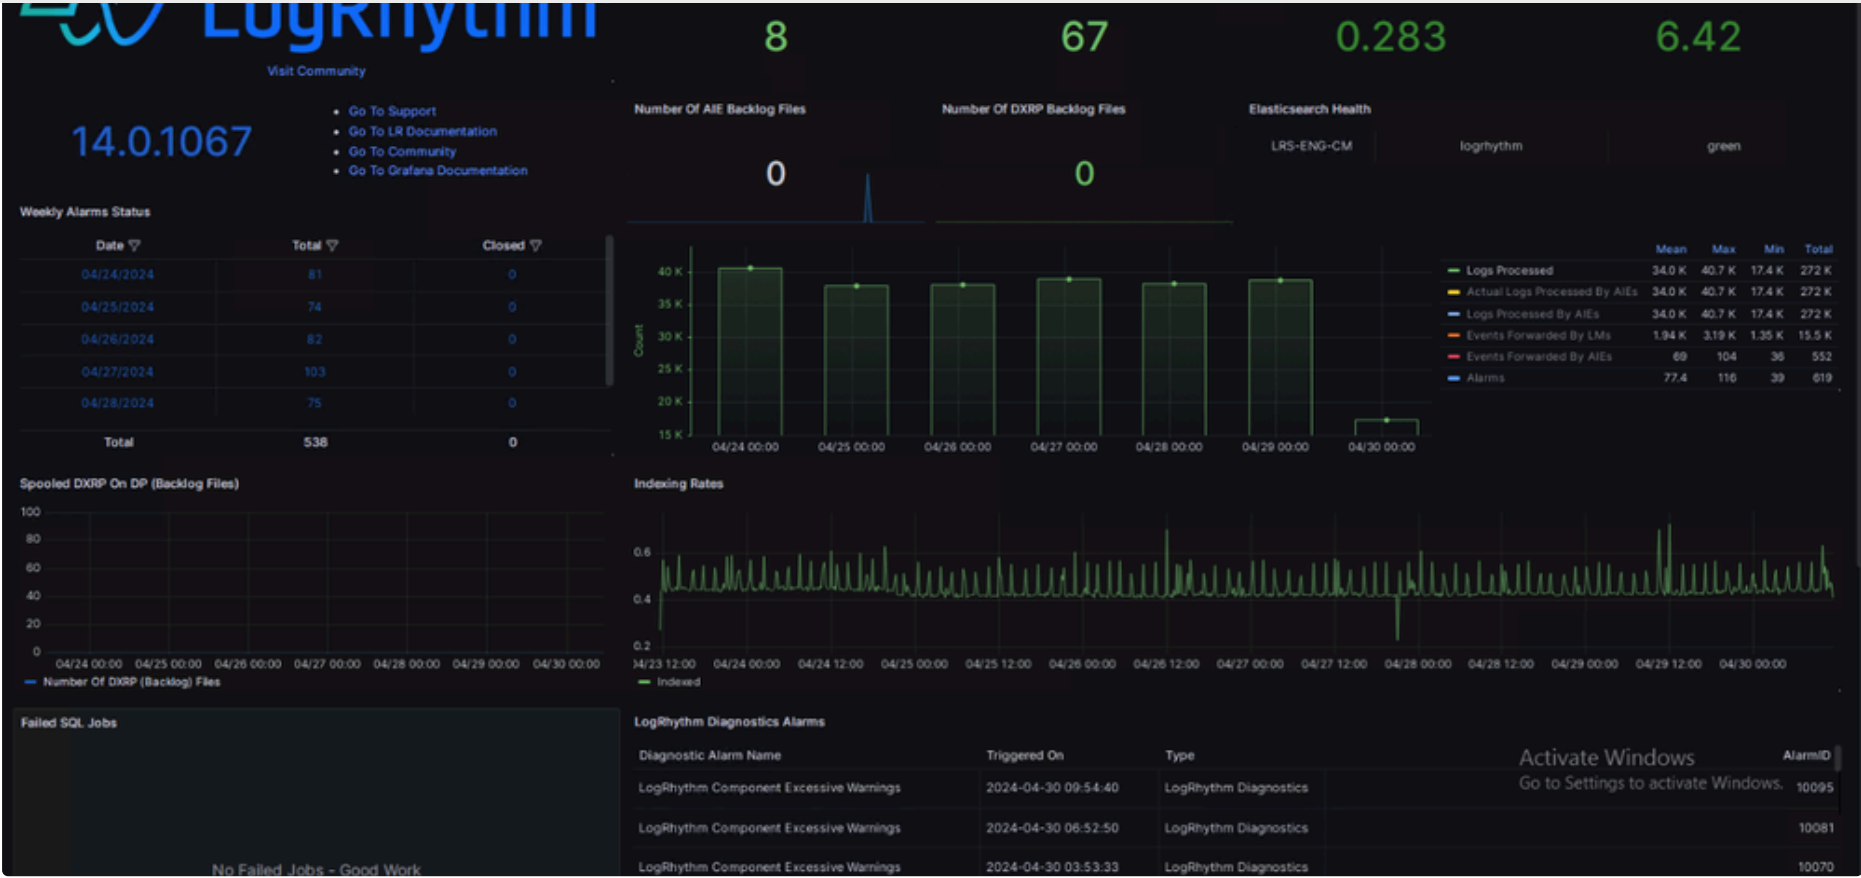 LogRhythm
Visit Community
14.0.1067
Go To Support
Go To LR Documentation
Go To Community
Go To Grafana Documentation
8
67
0.283
6.42
Number Of AIE Backlog Files
0
Number Of DXRP Backlog Files
0
Elasticsearch Health
LRS-ENG-CM logrhythm green
Weekly Alarms Status
Date Total Closed
04/24/2024 81 0
04/25/2024 74 0
04/26/2024 82 0
04/27/2024 103 0
04/28/2024 75 0
Total 538 0
Count
40 K
35 K
30 K
25 K
20 K
15 K
04/24 00:00 04/25 00:00 04/26 00:00 04/27 00:00 04/28 00:00 04/29 00:00 04/30 00:00
Mean Max Min Total
Logs Processed 34.0 K 40.7 K 17.4 K 272 K
Actual Logs Processed By AIEs 34.0 K 40.7 K 17.4 K 272 K
Logs Processed By AIEs 34.0 K 40.7 K 17.4 K 272 K
Events Forwarded By LMs 1.94 K 3.19 K 1.35 K 15.5 K
Events Forwarded By AIEs 69 104 36 552
Alarms 77.4 116 39 619
Spooled DXRP On DP (Backlog Files)
100
80
60
40
20
0
04/24 00:00 04/25 00:00 04/26 00:00 04/27 00:00 04/28 00:00 04/29 00:00 04/30 00:00
Number Of DXRP (Backlog) Files
Indexing Rates
0.6
0.4
0.2
04/23 12:00 04/24 00:00 04/24 12:00 04/25 00:00 04/25 12:00 04/26 00:00 04/26 12:00 04/27 00:00 04/27 12:00 04/28 00:00 04/28 12:00 04/29 00:00 04/29 12:00 04/30 00:00
Indexed
Failed SQL Jobs
No Failed Jobs - Good Work
LogRhythm Diagnostics Alarms
Diagnostic Alarm Name Triggered On Type AlarmID
LogRhythm Component Excessive Warnings 2024-04-30 09:54:40 LogRhythm Diagnostics 10095
LogRhythm Component Excessive Warnings 2024-04-30 06:52:50 LogRhythm Diagnostics 10081
LogRhythm Component Excessive Warnings 2024-04-30 03:53:33 LogRhythm Diagnostics 10070
Activate Windows
Go to Settings to activate Windows.